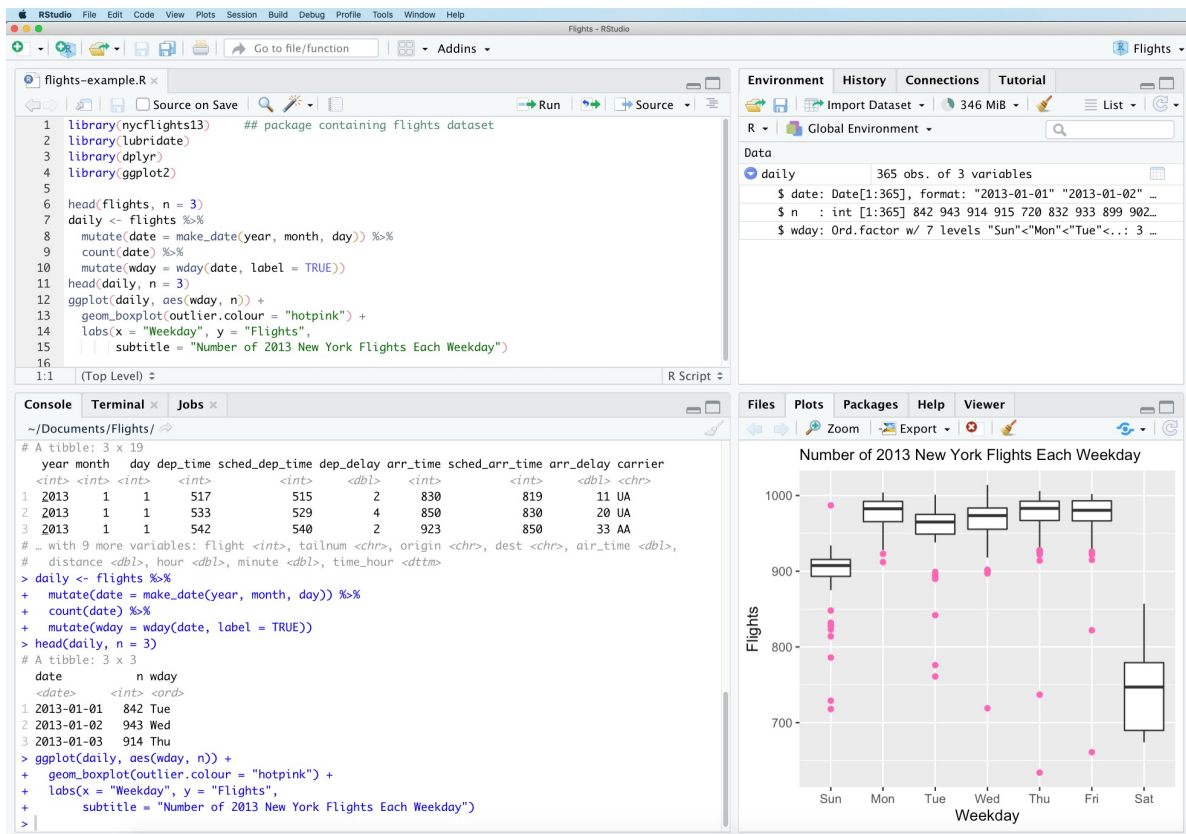 RStudio File Edit Code View Plots Session Build Debug Profile Tools Window Help
Flights - RStudio
Go to file/function Addins Flights
flights-example.R
Source on Save Run Source
1 library(nycflights13) ## package containing flights dataset
2 library(lubridate)
3 library(dplyr)
4 library(ggplot2)
5
6 head(flights, n = 3)
7 daily <- flights %>%
8 mutate(date = make_date(year, month, day)) %>%
9 count(date) %>%
10 mutate(wday = wday(date, label = TRUE))
11 head(daily, n = 3)
12 ggplot(daily, aes(wday, n)) +
13 geom_boxplot(outlier.colour = "hotpink") +
14 labs(x = "Weekday", y = "Flights",
15 subtitle = "Number of 2013 New York Flights Each Weekday")
16
1:1 (Top Level) R Script
Environment History Connections Tutorial
Import Dataset 346 MiB List
R Global Environment
Data
daily 365 obs. of 3 variables
$ date: Date[1:365], format: "2013-01-01" "2013-01-02" …
$ n : int [1:365] 842 943 914 915 720 832 933 899 902…
$ wday: Ord.factor w/ 7 levels "Sun"<"Mon"<"Tue"<..: 3 …
Console Terminal Jobs
~/Documents/Flights/
# A tibble: 3 x 19
year month day dep_time sched_dep_time dep_delay arr_time sched_arr_time arr_delay carrier
<int> <int> <int> <int> <int> <dbl> <int> <int> <dbl> <chr>
1 2013 1 1 517 515 2 830 819 11 UA
2 2013 1 1 533 529 4 850 830 20 UA
3 2013 1 1 542 540 2 923 850 33 AA
# … with 9 more variables: flight <int>, tailnum <chr>, origin <chr>, dest <chr>, air_time <dbl>,
# distance <dbl>, hour <dbl>, minute <dbl>, time_hour <dttm>
> daily <- flights %>%
+ mutate(date = make_date(year, month, day)) %>%
+ count(date) %>%
+ mutate(wday = wday(date, label = TRUE))
> head(daily, n = 3)
# A tibble: 3 x 3
date n wday
<date> <int> <ord>
1 2013-01-01 842 Tue
2 2013-01-02 943 Wed
3 2013-01-03 914 Thu
> ggplot(daily, aes(wday, n)) +
+ geom_boxplot(outlier.colour = "hotpink") +
+ labs(x = "Weekday", y = "Flights",
+ subtitle = "Number of 2013 New York Flights Each Weekday")
>
Files Plots Packages Help Viewer
Zoom Export
Number of 2013 New York Flights Each Weekday
1000
900
800
700
Flights
Sun Mon Tue Wed Thu Fri Sat
Weekday